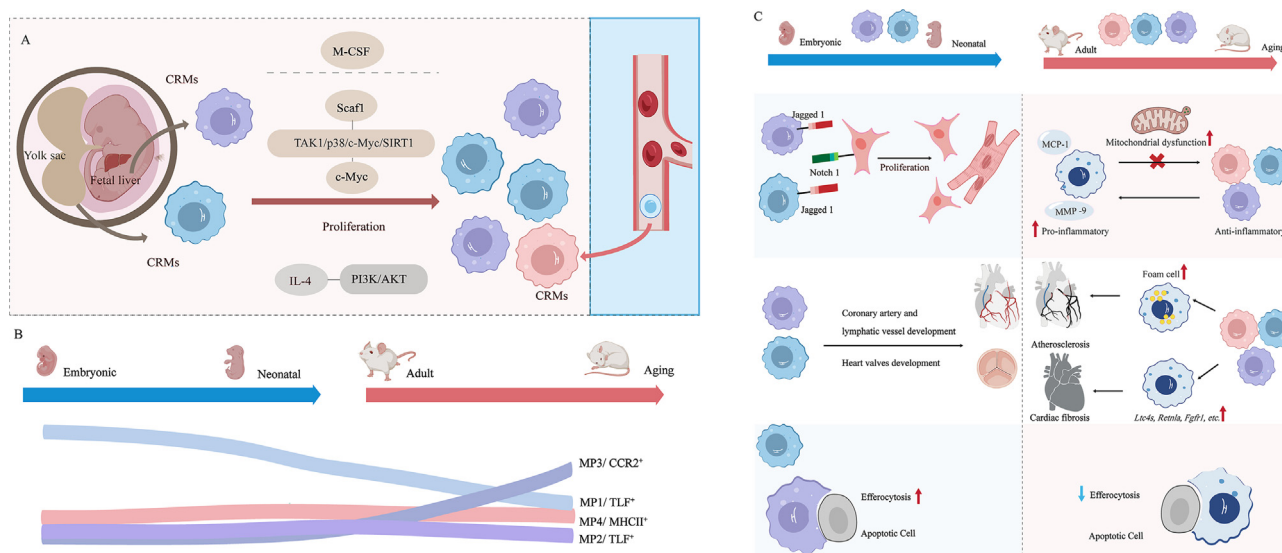 A
M-CSF
CRMs
Scaf1
TAK1/p38/c-Myc/SIRT1
c-Myc
Yolk sac
Fetal liver
Proliferation
CRMs
IL-4
PI3K/AKT
CRMs
B
Embryonic
Neonatal
Adult
Aging
MP3/ CCR2⁺
MP1/ TLF⁺
MP4/ MHCII⁺
MP2/ TLF⁺
C
Embryonic
Neonatal
Adult
Aging
Jagged 1
Notch 1
Jagged 1
Proliferation
MCP-1
Mitochondrial dysfunction
MMP -9
Pro-inflammatory
Anti-inflammatory
Coronary artery and
lymphatic vessel development
Heart valves development
Foam cell
Atherosclerosis
Cardiac fibrosis
Ltc4s, Retnla, Fgfr1, etc.
Efferocytosis
Apoptotic Cell
Efferocytosis
Apoptotic Cell